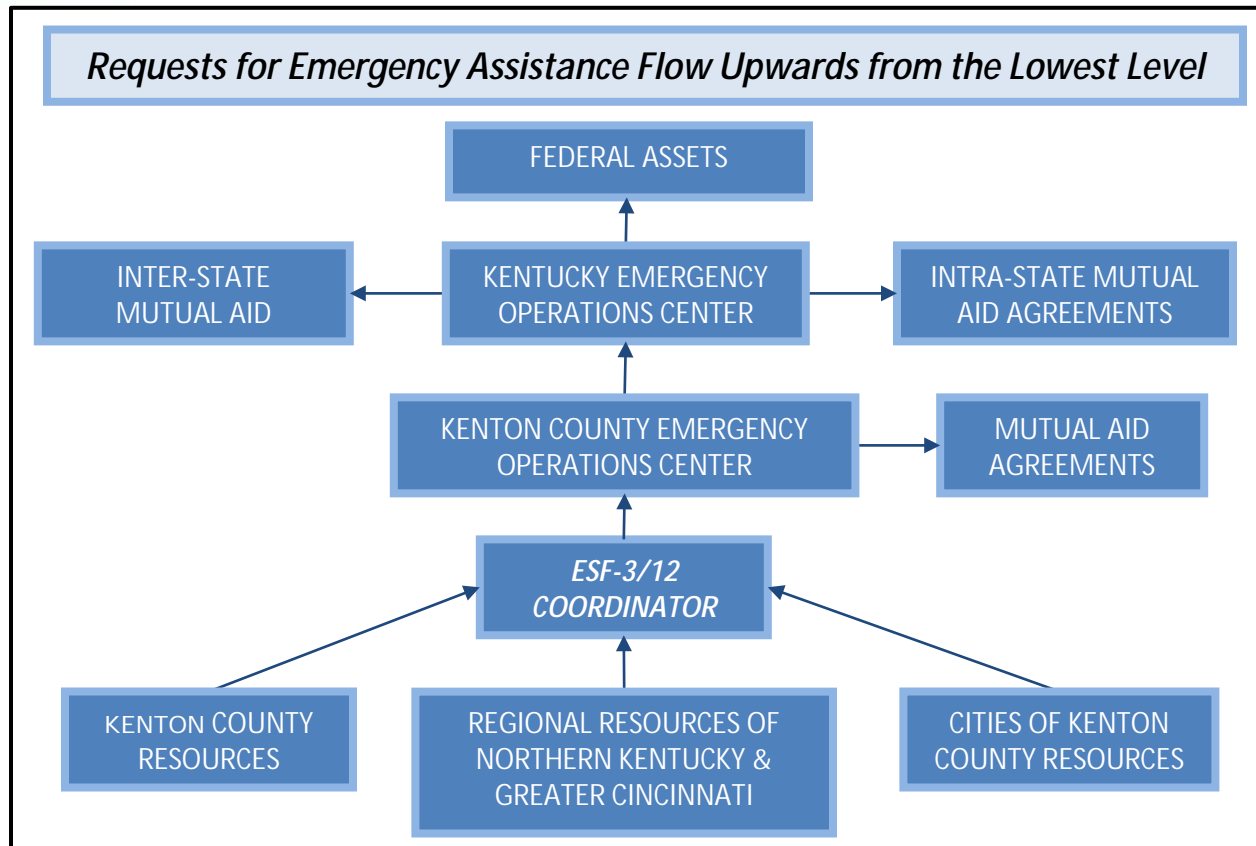 Requests for Emergency Assistance Flow Upwards from the Lowest Level
FEDERAL ASSETS
INTER-STATE
MUTUAL AID
KENTUCKY EMERGENCY
OPERATIONS CENTER
INTRA-STATE MUTUAL
AID AGREEMENTS
KENTON COUNTY EMERGENCY
OPERATIONS CENTER
MUTUAL AID
AGREEMENTS
ESF-3/12
COORDINATOR
KENTON COUNTY
RESOURCES
REGIONAL RESOURCES OF
NORTHERN KENTUCKY &
GREATER CINCINNATI
CITIES OF KENTON
COUNTY RESOURCES